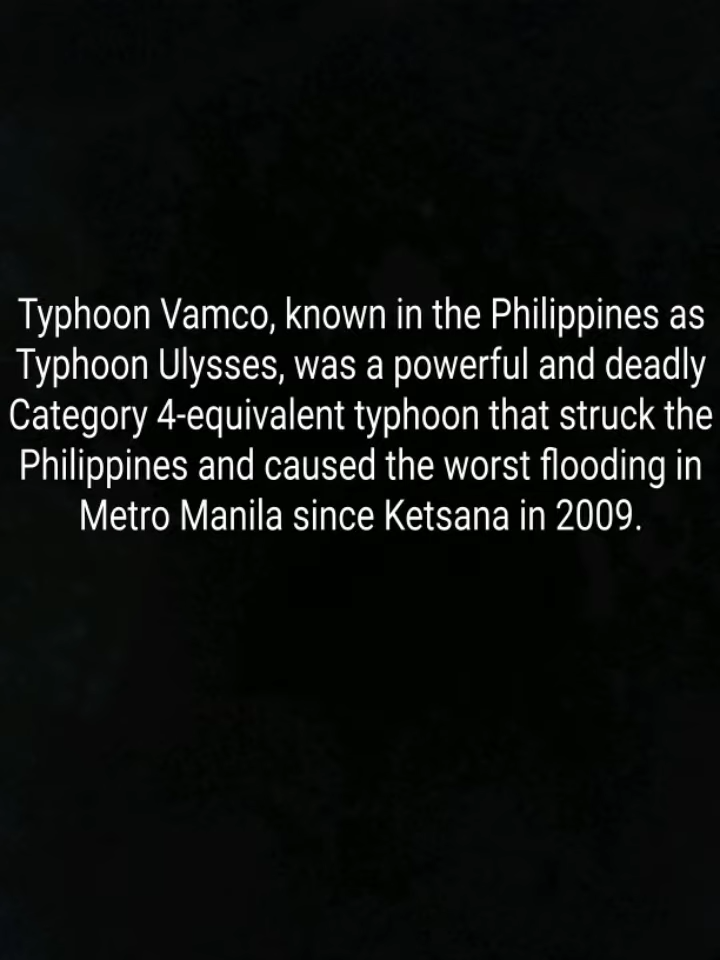 Typhoon Vamco, known in the Philippines as
Typhoon Ulysses, was a powerful and deadly
Category 4-equivalent typhoon that struck the
Philippines and caused the worst flooding in
Metro Manila since Ketsana in 2009.